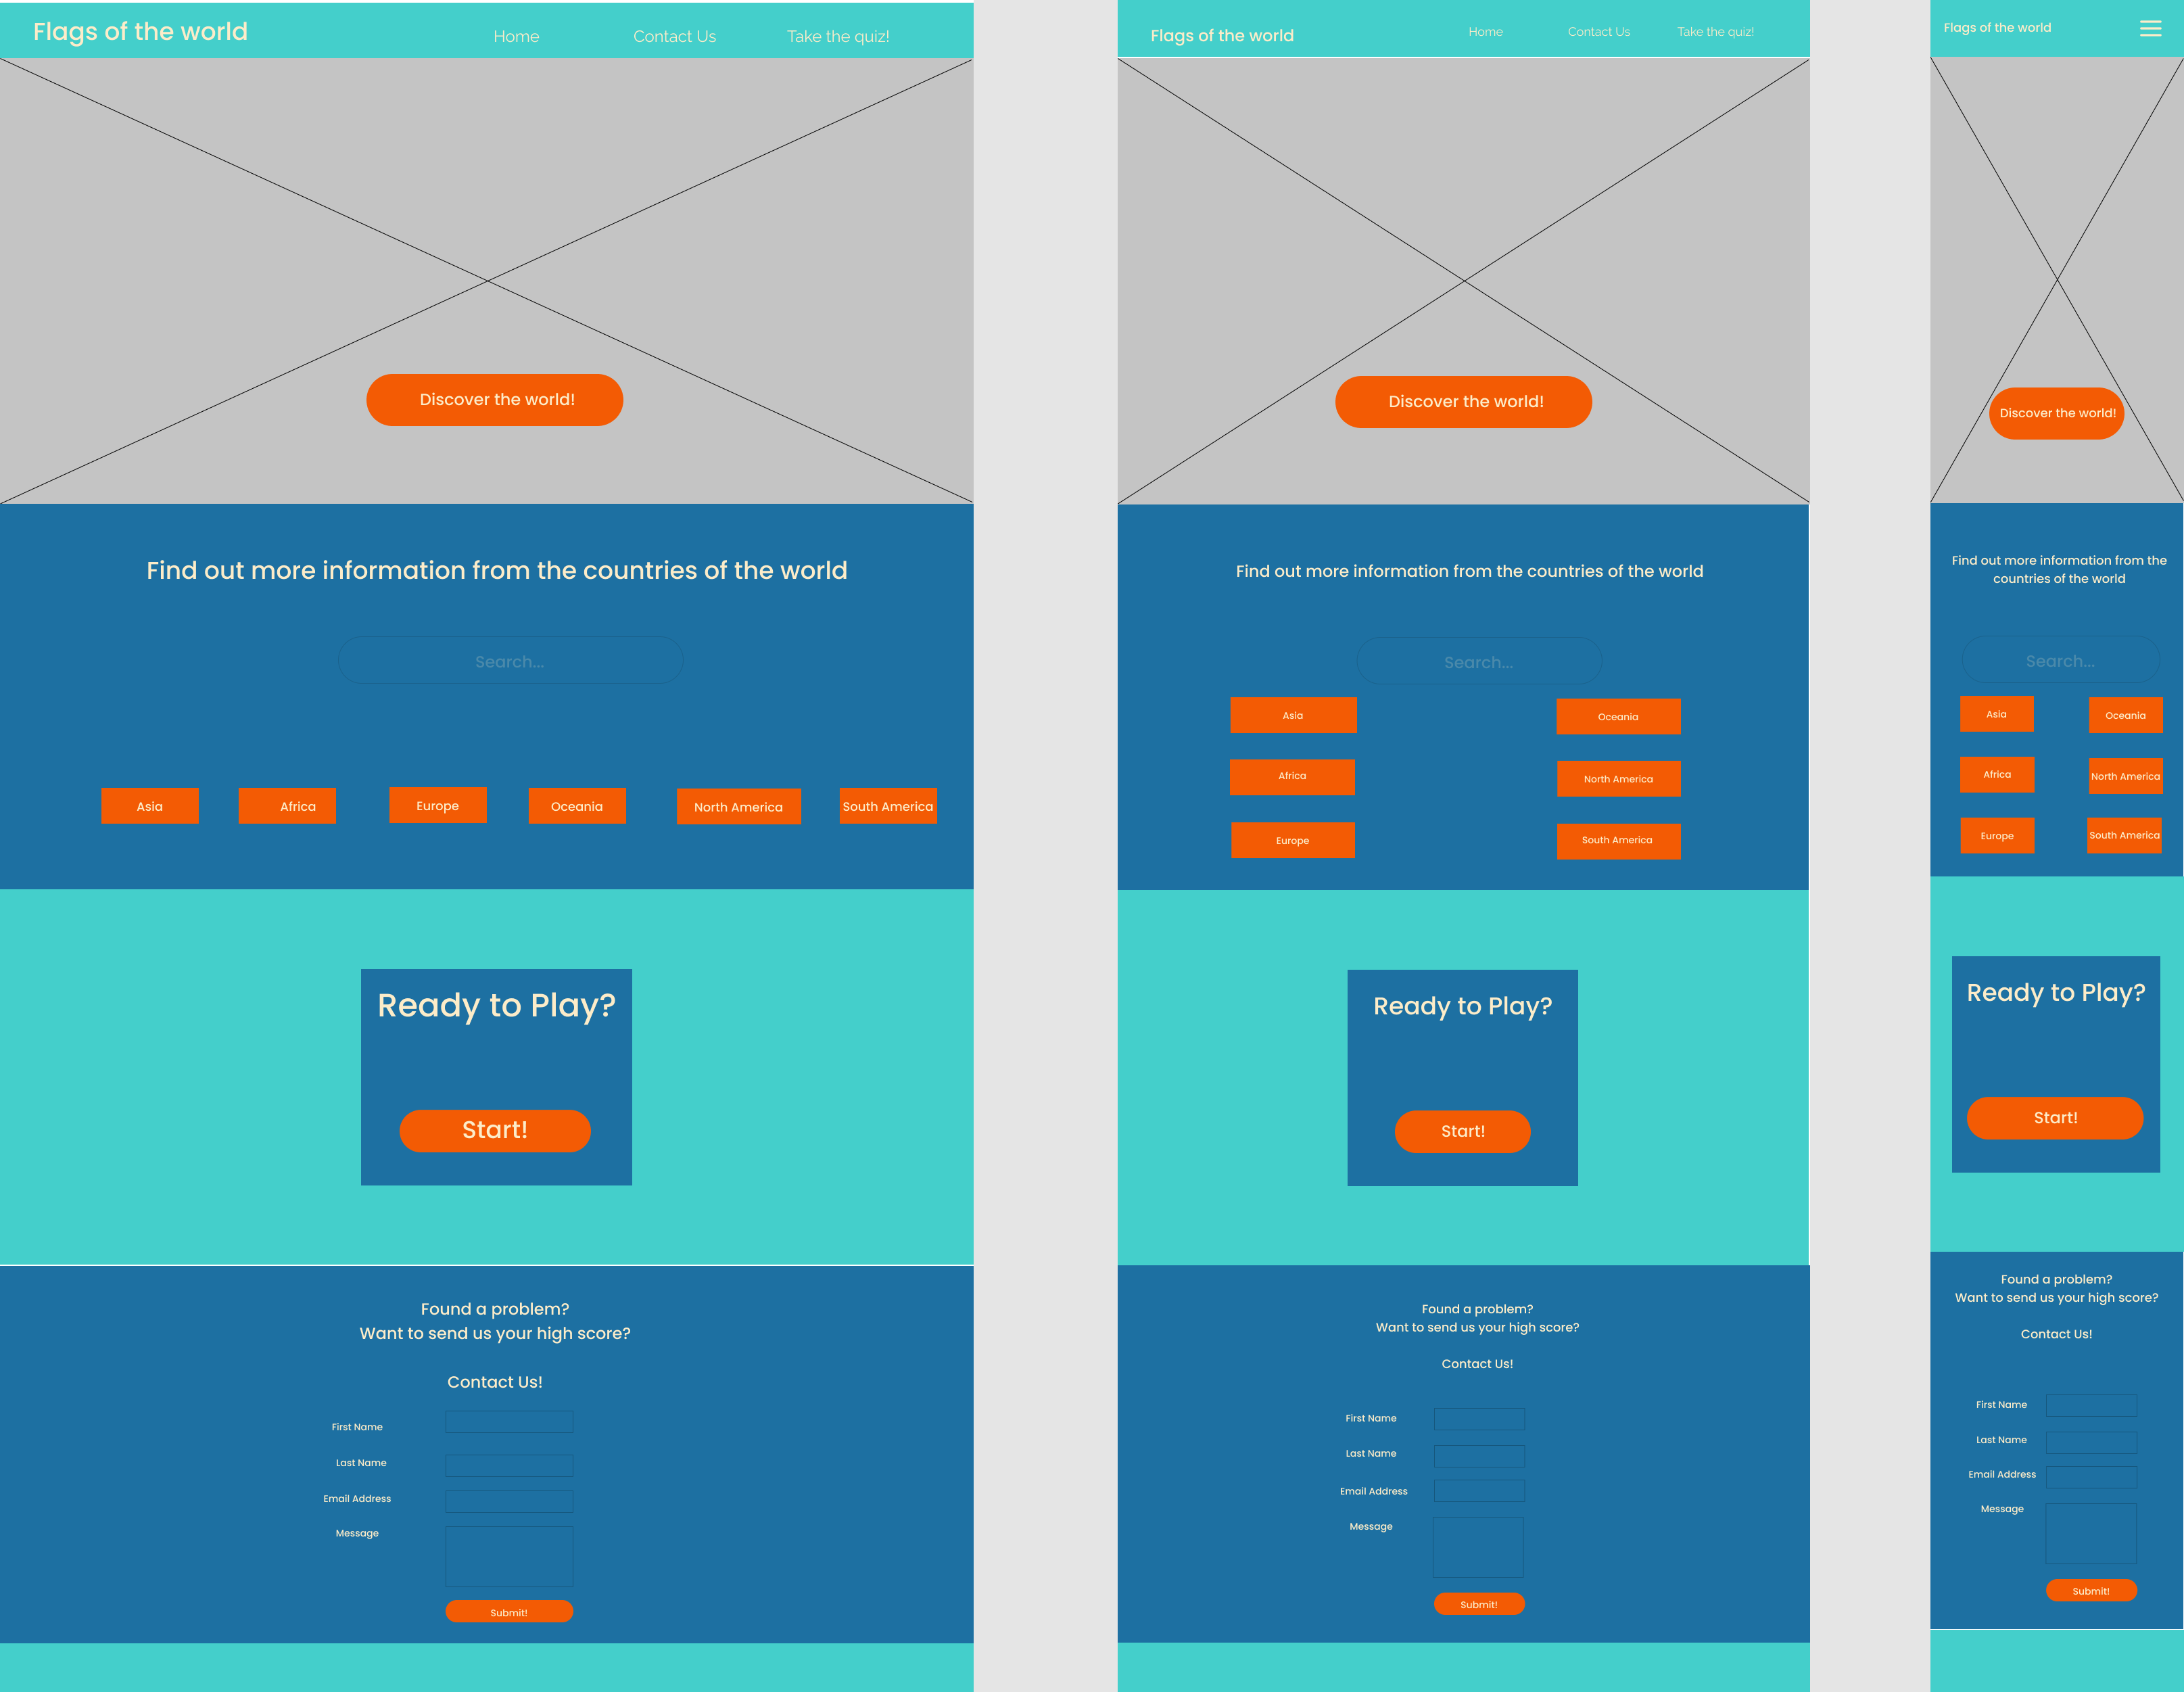 Flags of the world
Home
Contact Us
Take the quiz!
Discover the world!
Find out more information from the countries of the world
Search...
Asia
Africa
Europe
Oceania
North America
South America
Ready to Play?
Start!
Found a problem?
Want to send us your high score?
Contact Us!
First Name
Last Name
Email Address
Message
Submit!
Flags of the world
Home
Contact Us
Take the quiz!
Discover the world!
Find out more information from the countries of the world
Search...
Asia
Oceania
Africa
North America
Europe
South America
Ready to Play?
Start!
Found a problem?
Want to send us your high score?
Contact Us!
First Name
Last Name
Email Address
Message
Submit!
Flags of the world
Discover the world!
Find out more information from the
countries of the world
Search...
Asia
Oceania
Africa
North America
Europe
South America
Ready to Play?
Start!
Found a problem?
Want to send us your high score?
Contact Us!
First Name
Last Name
Email Address
Message
Submit!